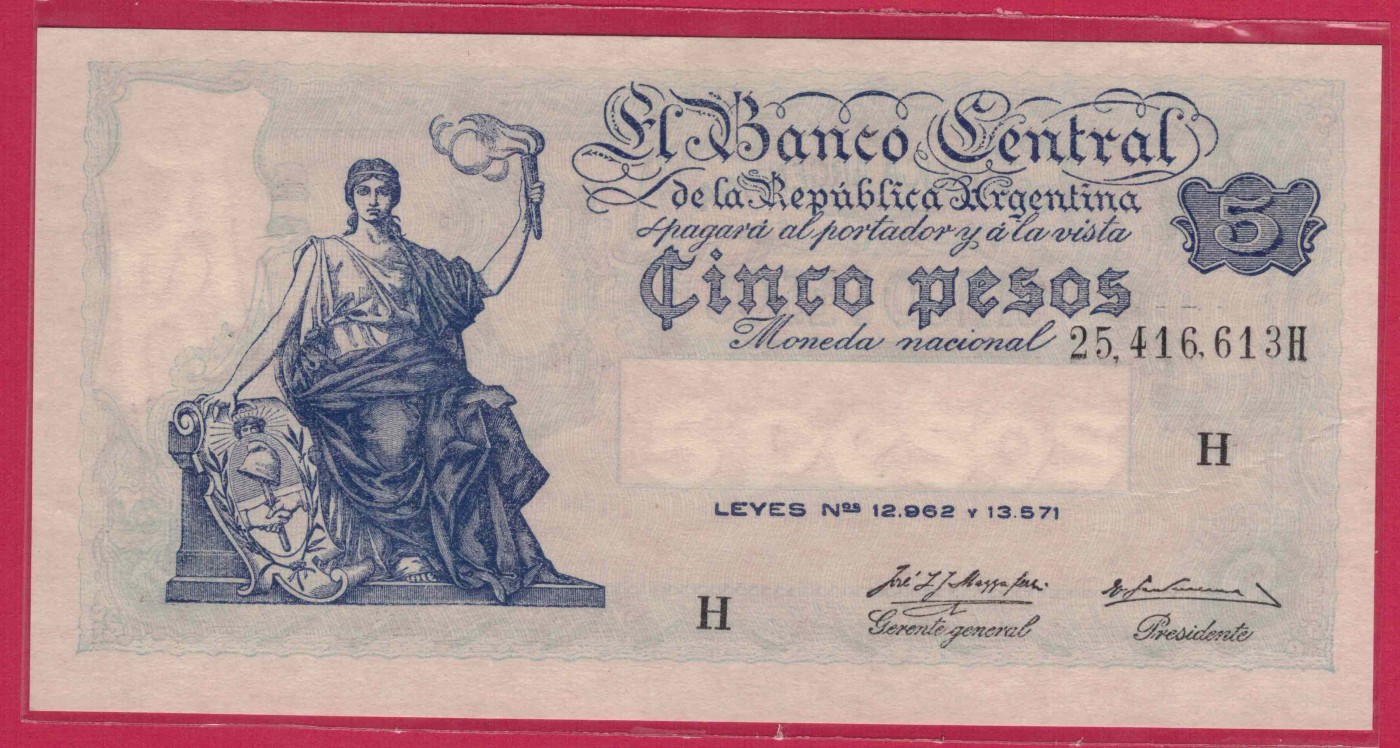 El Banco Central
de la República Argentina
pagará al portador y á la vista
5
Cinco pesos
Moneda nacional 25,416,613H
H
LEYES Nos 12.962 Y 13.571
H
Gerente general
Presidente